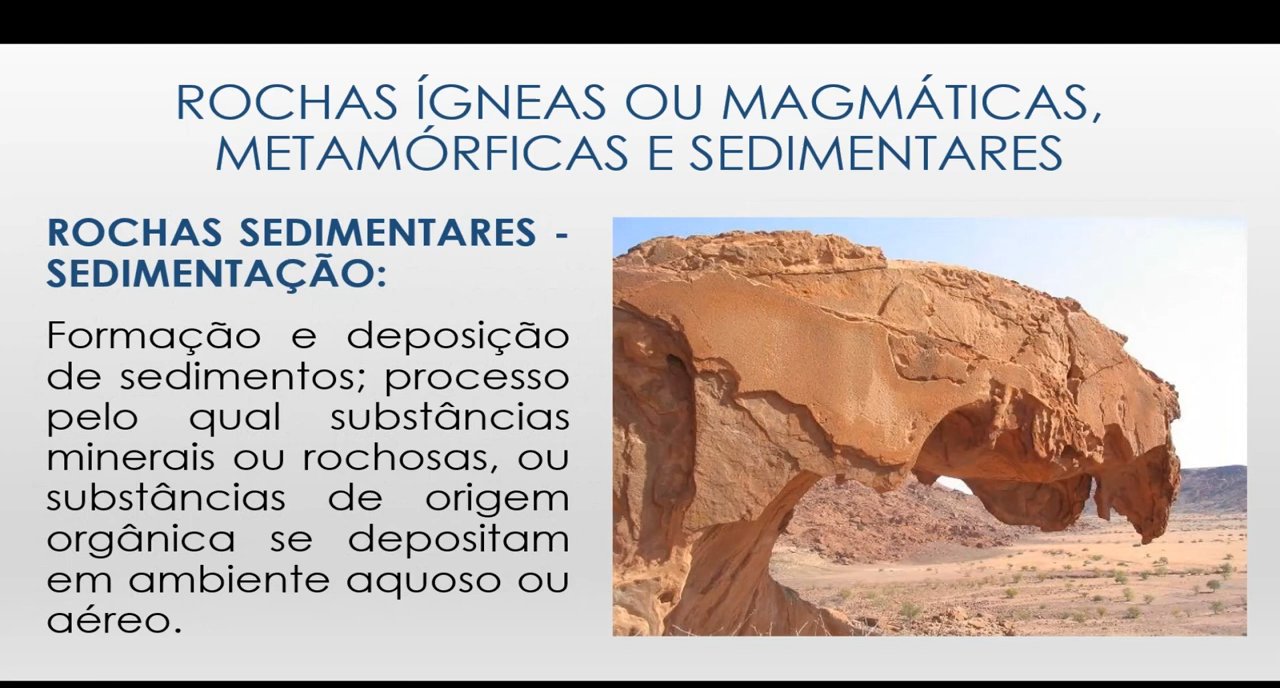 ROCHAS ÍGNEAS OU MAGMÁTICAS,
METAMÓRFICAS E SEDIMENTARES
ROCHAS SEDIMENTARES -
SEDIMENTAÇÃO:
Formação e deposição
de sedimentos; processo
pelo qual substâncias
minerais ou rochosas, ou
substâncias de origem
orgânica se depositam
em ambiente aquoso ou
aéreo.